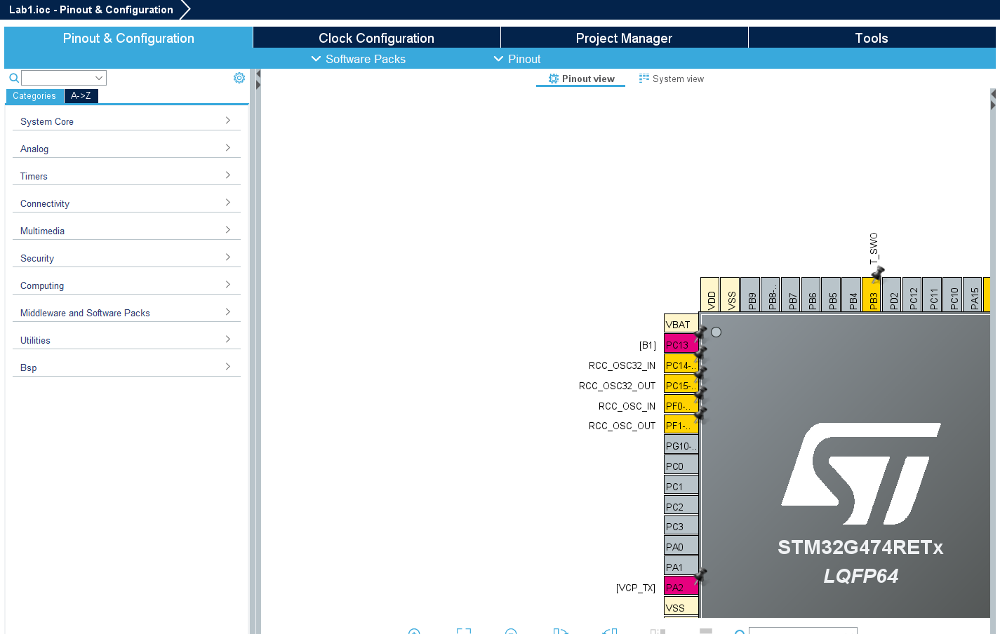 Lab1.ioc - Pinout & Configuration
Pinout & Configuration
Clock Configuration
Project Manager
Tools
Software Packs
Pinout
Categories
A->Z
Pinout view
System view
System Core
Analog
Timers
Connectivity
Multimedia
Security
Computing
Middleware and Software Packs
Utilities
Bsp
T_SWO
VDD
VSS
PB9
PB8-..
PB7
PB6
PB5
PB4
PB3
PD2
PC12
PC11
PC10
PA15
VBAT
[B1] PC13
RCC_OSC32_IN PC14-..
RCC_OSC32_OUT PC15-..
RCC_OSC_IN PF0-..
RCC_OSC_OUT PF1-..
PG10-..
PC0
PC1
PC2
PC3
PA0
PA1
[VCP_TX] PA2
VSS
ST
STM32G474RETx
LQFP64